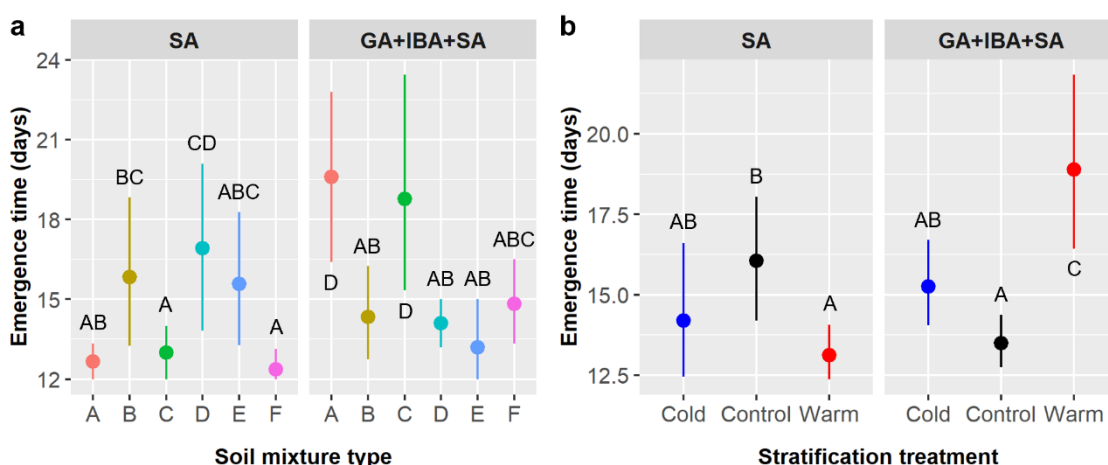 a
SA
GA+IBA+SA
Emergence time (days)
24
21
18
15
12
AB
BC
A
CD
ABC
A
D
AB
D
AB
AB
ABC
A B C D E F
A B C D E F
Soil mixture type
b
SA
GA+IBA+SA
Emergence time (days)
20.0
17.5
15.0
12.5
AB
B
A
AB
A
C
Cold Control Warm
Cold Control Warm
Stratification treatment